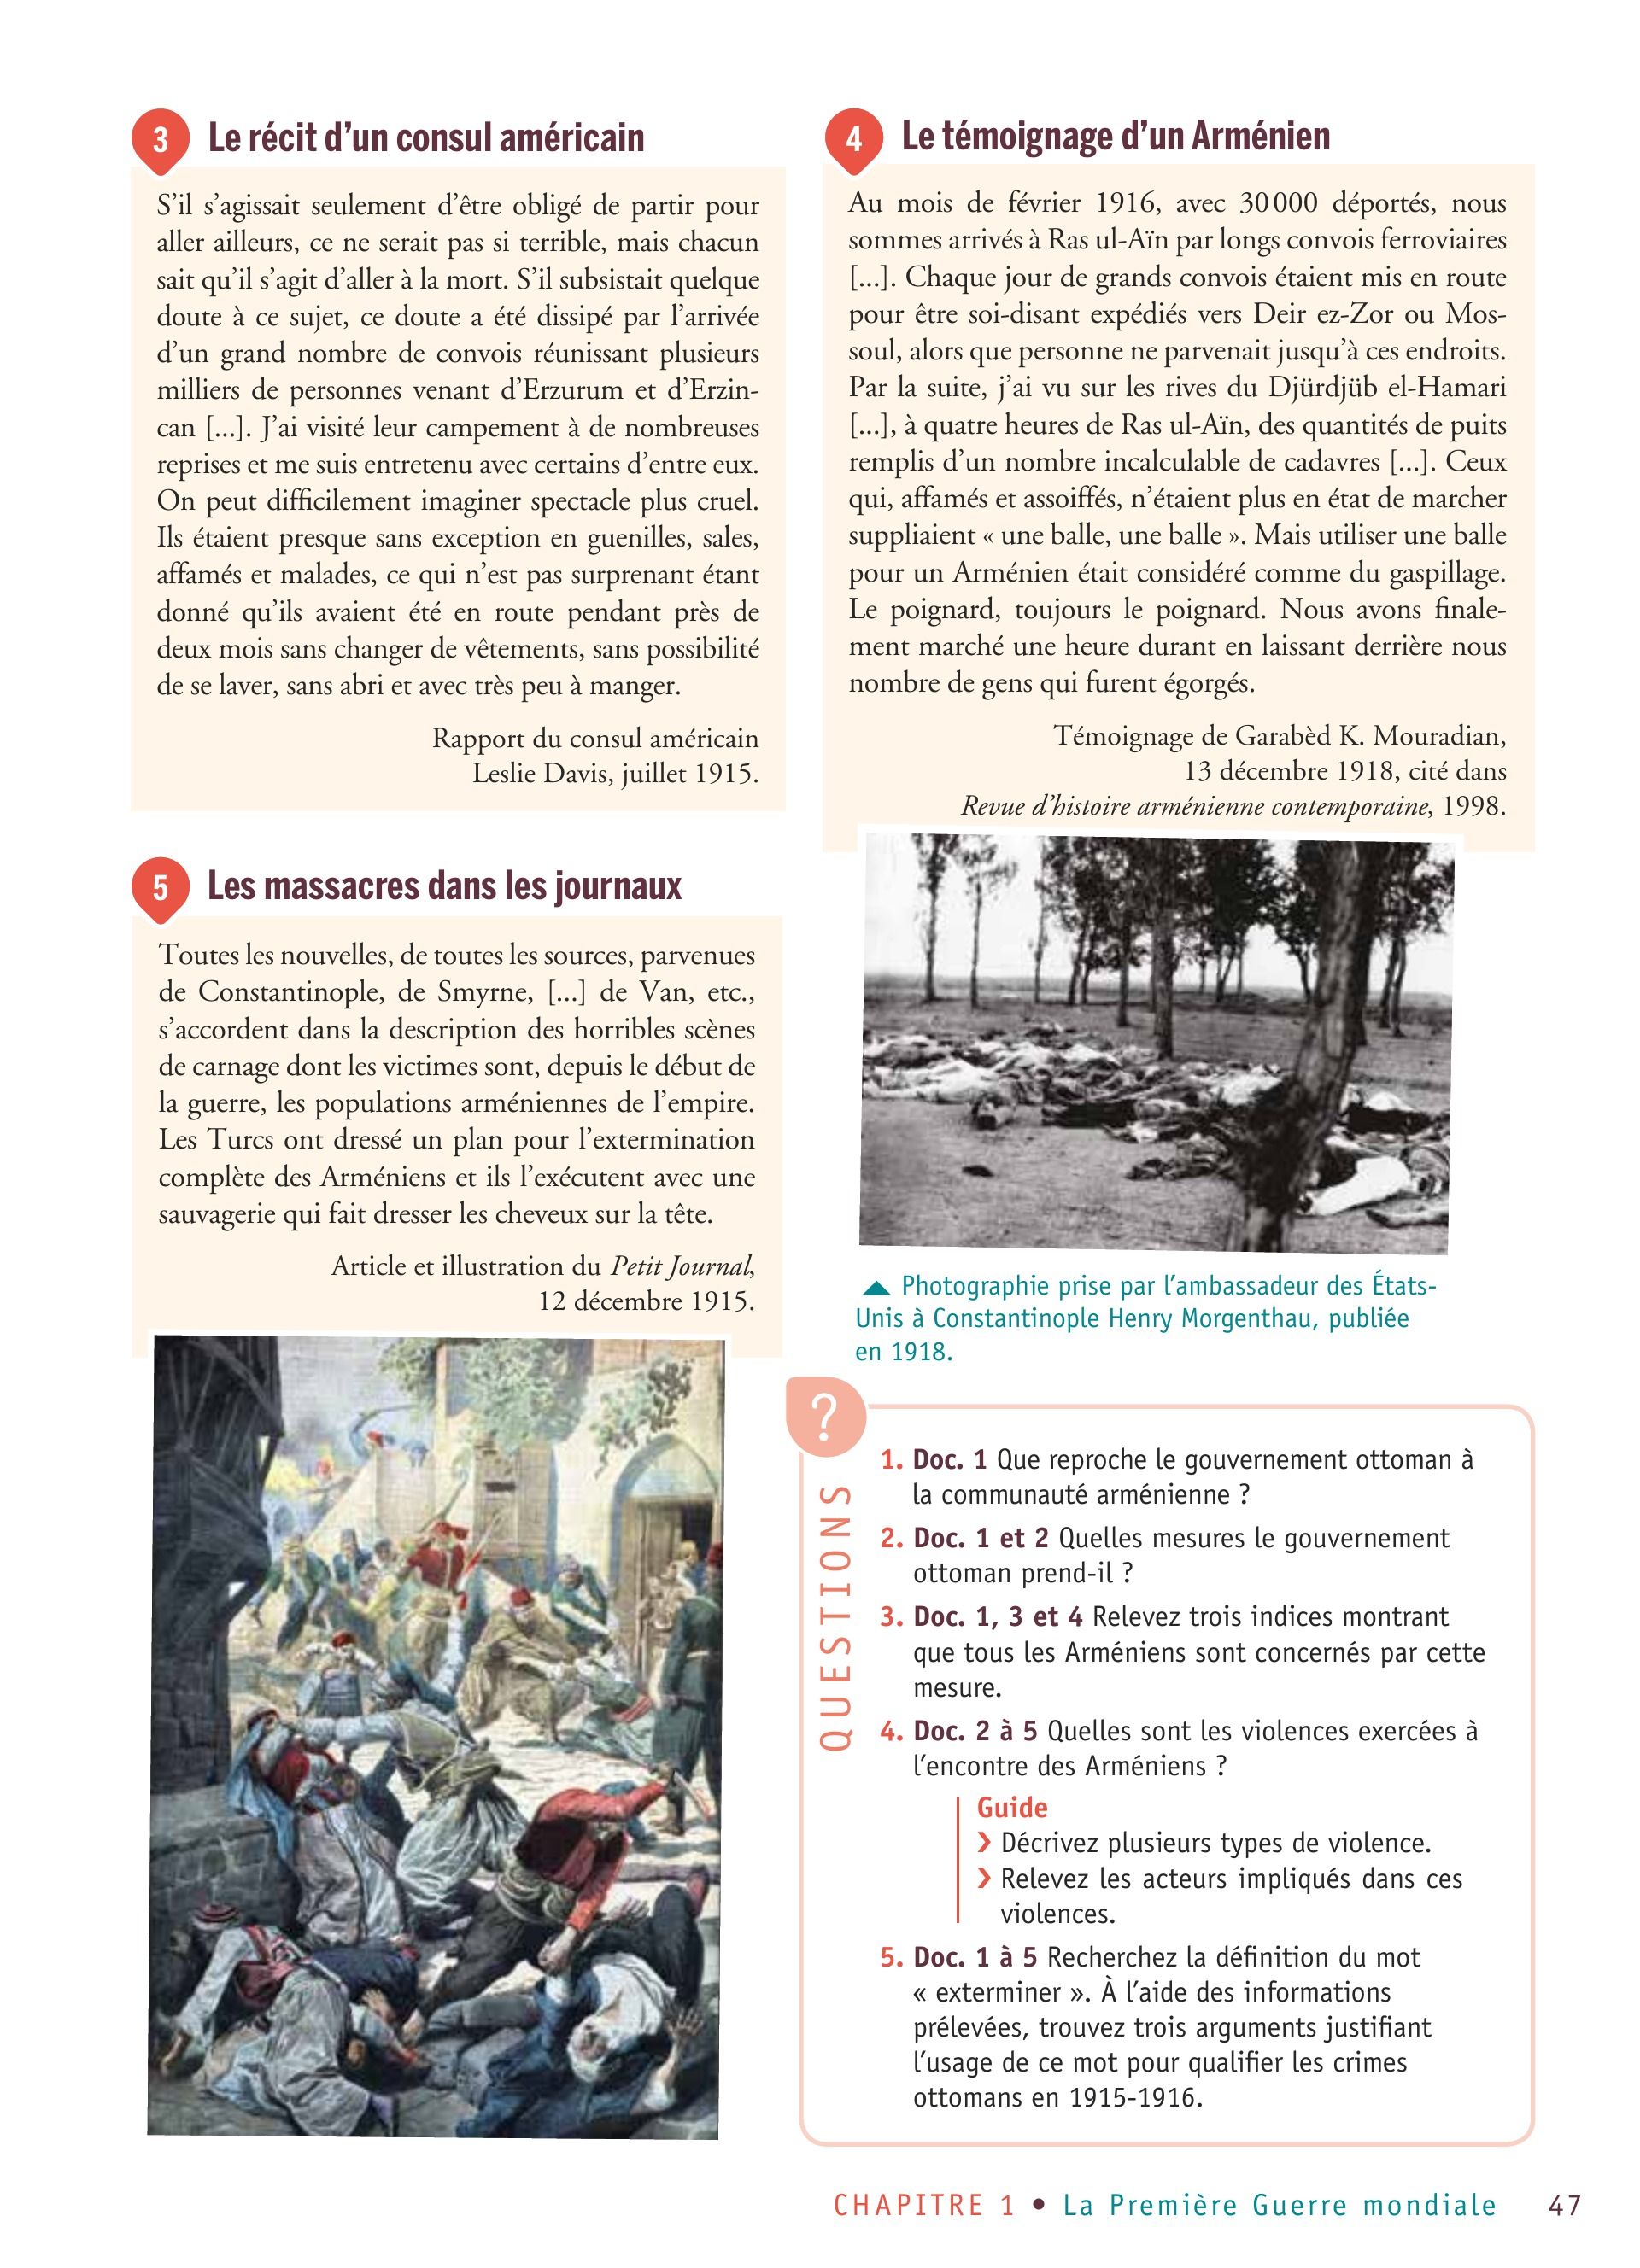 3 Le récit d'un consul américain
S'il s'agissait seulement d'être obligé de partir pour
aller ailleurs, ce ne serait pas si terrible, mais chacun
sait qu'il s'agit d'aller à la mort. S'il subsistait quelque
doute à ce sujet, ce doute a été dissipé par l'arrivée
d'un grand nombre de convois réunissant plusieurs
milliers de personnes venant d'Erzurum et d'Erzin-
can [...]. J'ai visité leur campement à de nombreuses
reprises et me suis entretenu avec certains d'entre eux.
On peut difficilement imaginer spectacle plus cruel.
Ils étaient presque sans exception en guenilles, sales,
affamés et malades, ce qui n'est pas surprenant étant
donné qu'ils avaient été en route pendant près de
deux mois sans changer de vêtements, sans possibilité
de se laver, sans abri et avec très peu à manger.
Rapport du consul américain
Leslie Davis, juillet 1915.
4 Le témoignage d'un Arménien
Au mois de février 1916, avec 30 000 déportés, nous
sommes arrivés à Ras ul-Aïn par longs convois ferroviaires
[...]. Chaque jour de grands convois étaient mis en route
pour être soi-disant expédiés vers Deir ez-Zor ou Mos-
soul, alors que personne ne parvenait jusqu'à ces endroits.
Par la suite, j'ai vu sur les rives du Djürdjüb el-Hamari
[...], à quatre heures de Ras ul-Aïn, des quantités de puits
remplis d'un nombre incalculable de cadavres [...]. Ceux
qui, affamés et assoiffés, n'étaient plus en état de marcher
suppliaient « une balle, une balle ». Mais utiliser une balle
pour un Arménien était considéré comme du gaspillage.
Le poignard, toujours le poignard. Nous avons finale-
ment marché une heure durant en laissant derrière nous
nombre de gens qui furent égorgés.
Témoignage de Garabèd K. Mouradian,
13 décembre 1918, cité dans
Revue d'histoire arménienne contemporaine, 1998.
5 Les massacres dans les journaux
Toutes les nouvelles, de toutes les sources, parvenues
de Constantinople, de Smyrne, [...] de Van, etc.,
s'accordent dans la description des horribles scènes
de carnage dont les victimes sont, depuis le début de
la guerre, les populations arméniennes de l'empire.
Les Turcs ont dressé un plan pour l'extermination
complète des Arméniens et ils l'exécutent avec une
sauvagerie qui fait dresser les cheveux sur la tête.
Article et illustration du Petit Journal,
12 décembre 1915.
Photographie prise par l'ambassadeur des États-
Unis à Constantinople Henry Morgenthau, publiée
en 1918.
?
QUESTIONS
1. Doc. 1 Que reproche le gouvernement ottoman à
la communauté arménienne ?
2. Doc. 1 et 2 Quelles mesures le gouvernement
ottoman prend-il ?
3. Doc. 1, 3 et 4 Relevez trois indices montrant
que tous les Arméniens sont concernés par cette
mesure.
4. Doc. 2 à 5 Quelles sont les violences exercées à
l'encontre des Arméniens ?
Guide
› Décrivez plusieurs types de violence.
› Relevez les acteurs impliqués dans ces
violences.
5. Doc. 1 à 5 Recherchez la définition du mot
« exterminer ». À l'aide des informations
prélevées, trouvez trois arguments justifiant
l'usage de ce mot pour qualifier les crimes
ottomans en 1915-1916.
CHAPITRE 1 • La Première Guerre mondiale 47